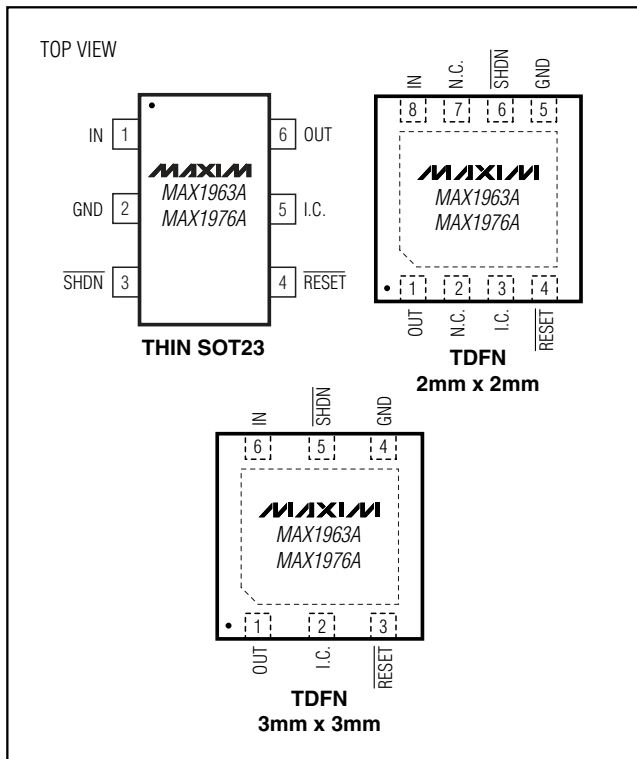 TOP VIEW
IN 1
GND 2
SHDN 3
6 OUT
5 I.C.
4 RESET
MAXIM
MAX1963A
MAX1976A
THIN SOT23
IN N.C. SHDN GND
8 7 6 5
MAXIM
MAX1963A
MAX1976A
1 2 3 4
OUT N.C. I.C. RESET
TDFN
2mm x 2mm
IN SHDN GND
6 5 4
MAXIM
MAX1963A
MAX1976A
1 2 3
OUT I.C. RESET
TDFN
3mm x 3mm